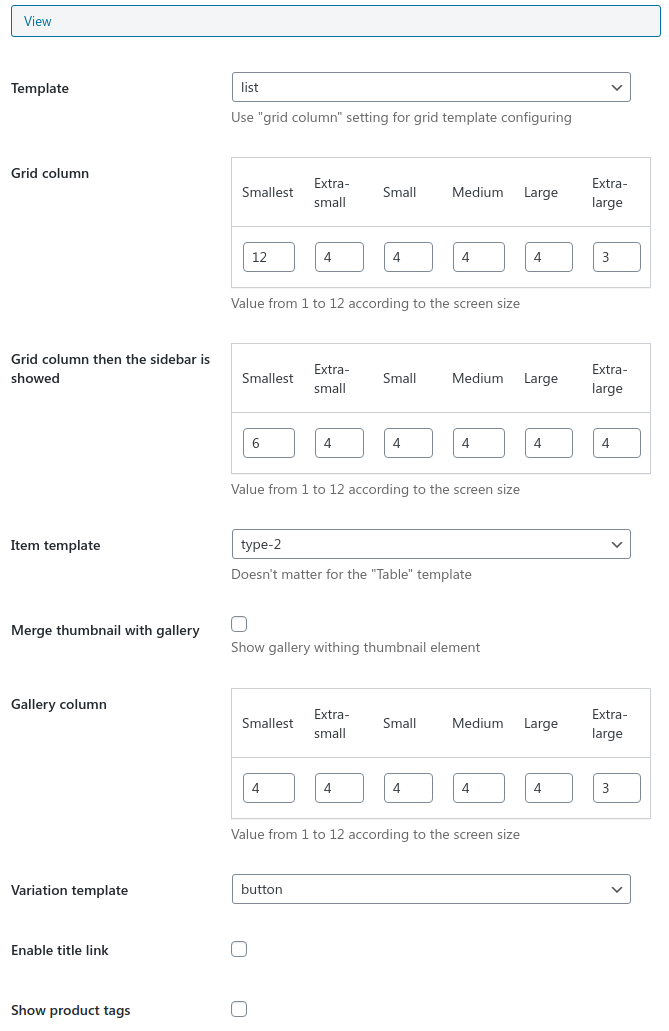 View
Template
list
Use "grid column" setting for grid template configuring
Grid column
Smallest Extra-small Small Medium Large Extra-large
12 4 4 4 4 3
Value from 1 to 12 according to the screen size
Grid column then the sidebar is
showed
Smallest Extra-small Small Medium Large Extra-large
6 4 4 4 4 4
Value from 1 to 12 according to the screen size
Item template
type-2
Doesn't matter for the "Table" template
Merge thumbnail with gallery
Show gallery withing thumbnail element
Gallery column
Smallest Extra-small Small Medium Large Extra-large
4 4 4 4 4 3
Value from 1 to 12 according to the screen size
Variation template
button
Enable title link
Show product tags